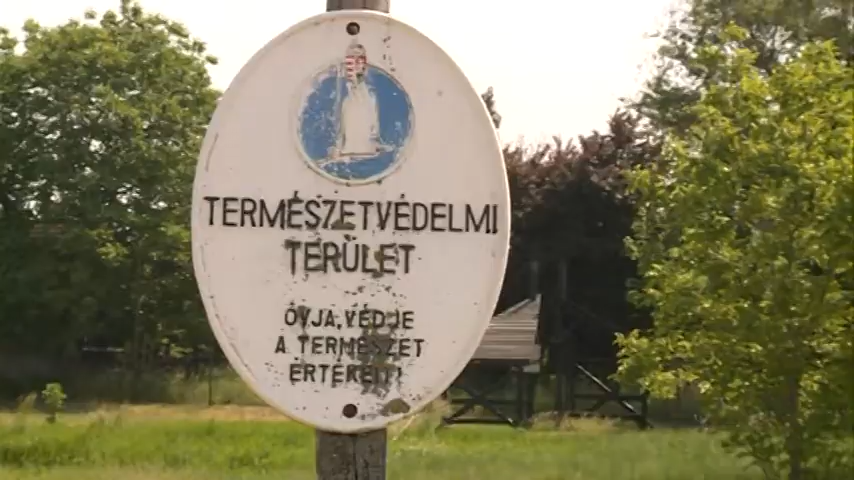 TERMÉSZETVÉDELMI
TERÜLET
ÓVJA, VÉDJE
A TERMÉSZET
ÉRTÉKEIT!